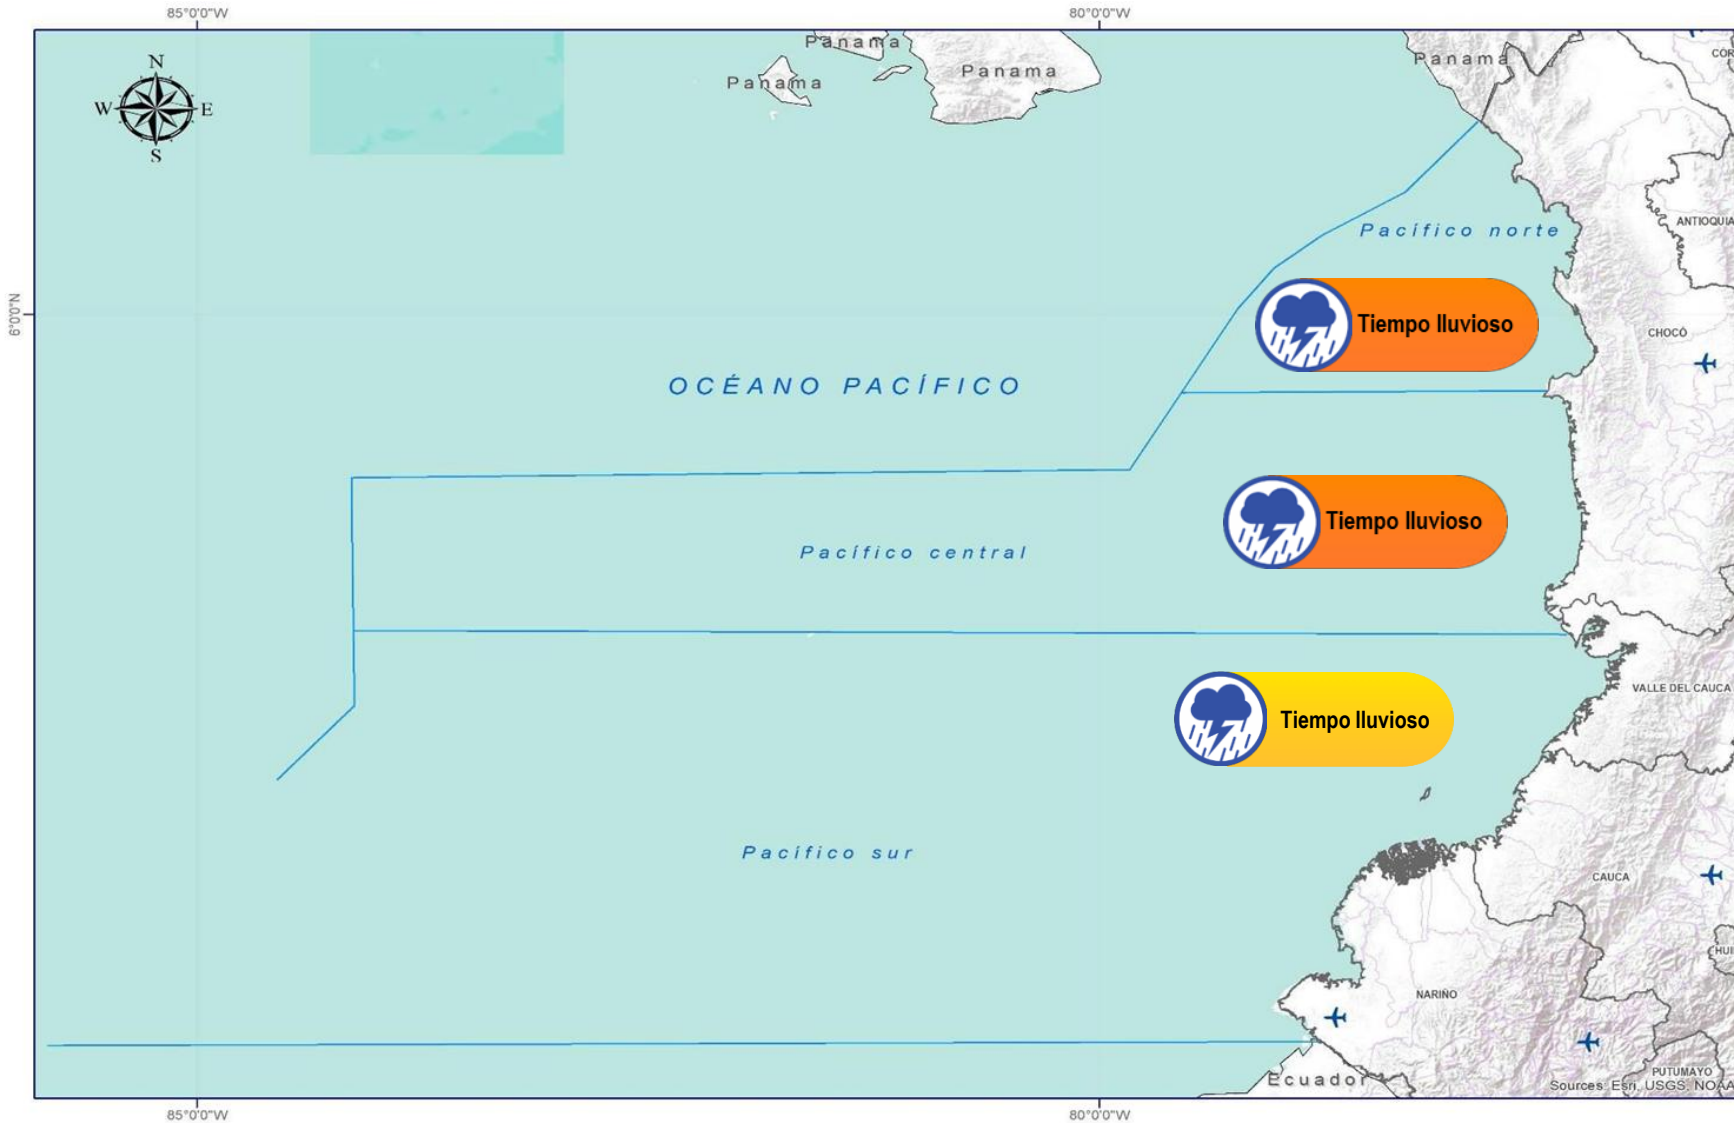 85°0'0"W
80°0'0"W
N
W
E
S
Panama
Panama
Panama
Panama
CÓR
ANTIOQUIA
Pacífico norte
6°0'0"N
Tiempo lluvioso
CHOCÓ
OCÉANO PACÍFICO
Tiempo lluvioso
Pacífico central
VALLE DEL CAUCA
Tiempo lluvioso
Pacífico sur
CAUCA
HUI
NARIÑO
PUTUMAYO
Ecuador
Sources: Esri, USGS, NOAA
85°0'0"W
80°0'0"W